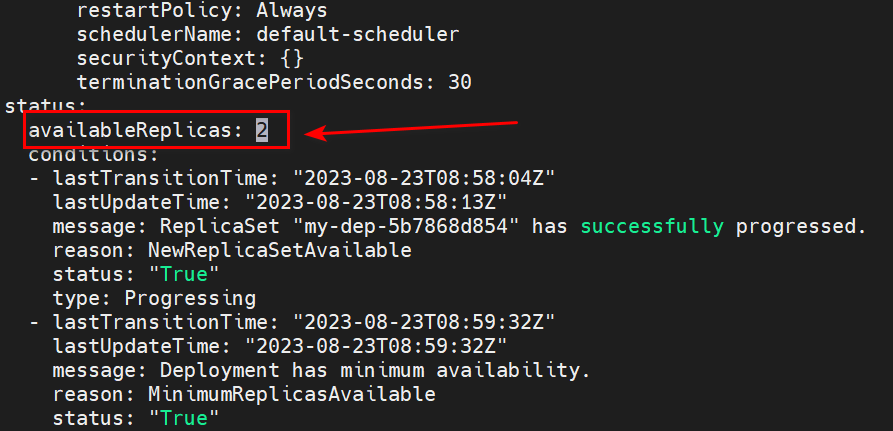 restartPolicy: Always
schedulerName: default-scheduler
securityContext: {}
terminationGracePeriodSeconds: 30
status:
availableReplicas: 2
conditions:
- lastTransitionTime: "2023-08-23T08:58:04Z"
lastUpdateTime: "2023-08-23T08:58:13Z"
message: ReplicaSet "my-dep-5b7868d854" has successfully progressed.
reason: NewReplicaSetAvailable
status: "True"
type: Progressing
- lastTransitionTime: "2023-08-23T08:59:32Z"
lastUpdateTime: "2023-08-23T08:59:32Z"
message: Deployment has minimum availability.
reason: MinimumReplicasAvailable
status: "True"